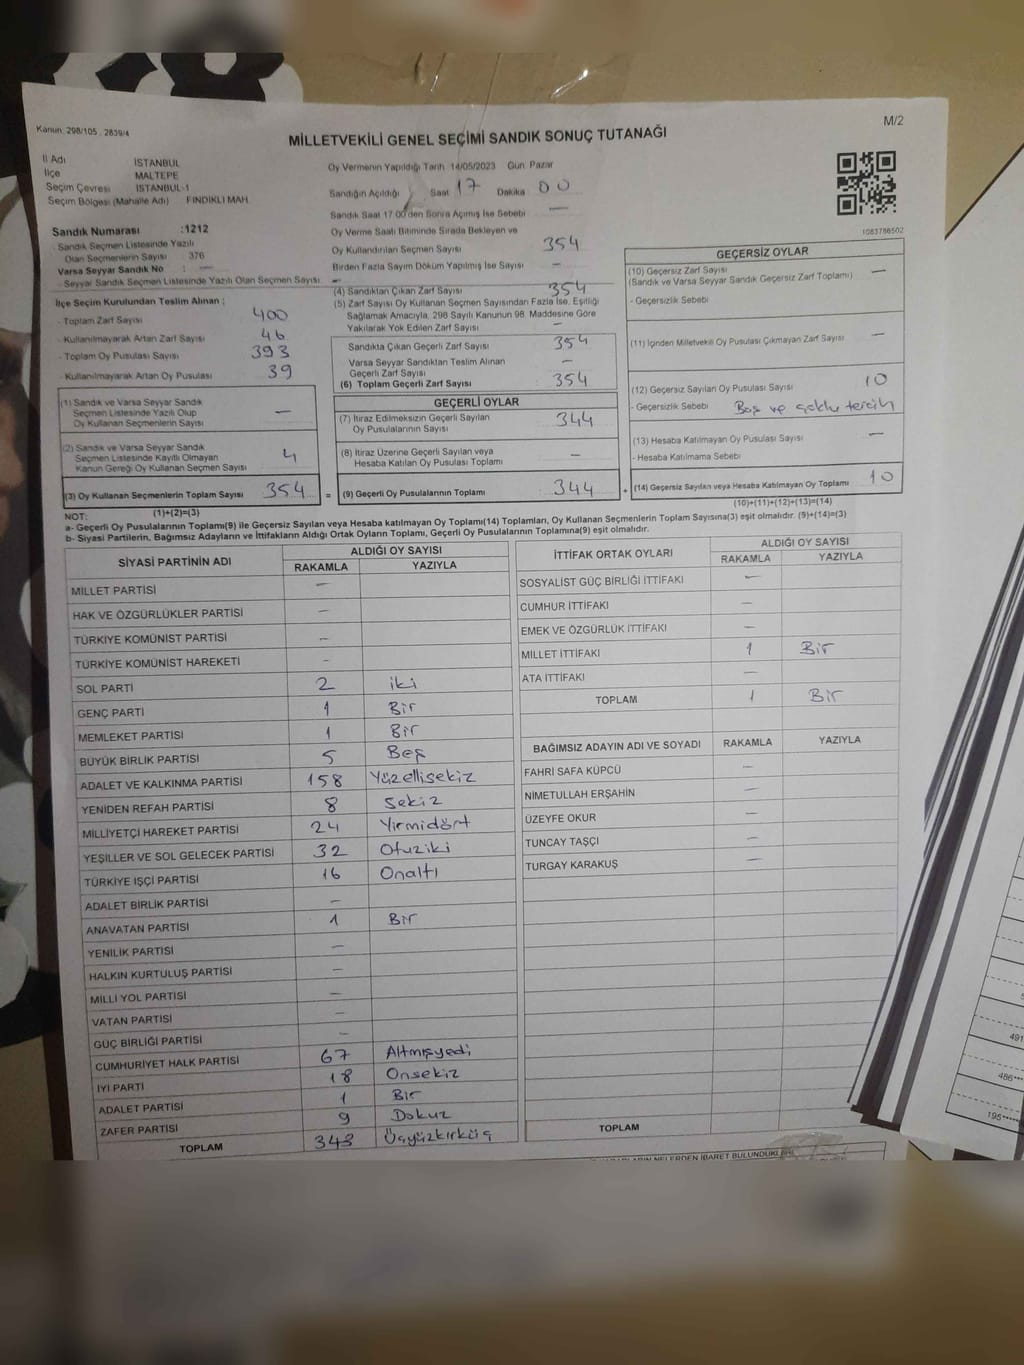 Kanun: 298/105, 2839/4
M/2
MİLLETVEKİLİ GENEL SEÇİMİ SANDIK SONUÇ TUTANAĞI
İl Adı İSTANBUL
İlçe MALTEPE
Seçim Çevresi İSTANBUL-1
Seçim Bölgesi (Mahalle Adı) FINDIKLI MAH.
Oy Vermenin Yapıldığı Tarih 14/05/2023 Gün Pazar
Sandığın Açıldığı Saat 17 Dakika 00
Sandık Saat 17:00'den Sonra Açılmış İse Sebebi —
Oy Verme Saati Bitiminde Sırada Bekleyen ve
Oy Kullandırılan Seçmen Sayısı 354
Birden Fazla Sayım Döküm Yapılmış İse Sayısı —
1083786502
Sandık Numarası :1212
- Sandık Seçmen Listesinde Yazılı
Olan Seçmenlerin Sayısı : 376
Varsa Seyyar Sandık No : —
- Seyyar Sandık Seçmen Listesinde Yazılı Olan Seçmen Sayısı : —
İlçe Seçim Kurulundan Teslim Alınan ;
- Toplam Zarf Sayısı 400
- Kullanılmayarak Artan Zarf Sayısı 46
- Toplam Oy Pusulası Sayısı 393
- Kullanılmayarak Artan Oy Pusulası 39
(1) Sandık ve Varsa Seyyar Sandık
Seçmen Listesinde Yazılı Olup
Oy Kullanan Seçmenlerin Sayısı —
(2) Sandık ve Varsa Seyyar Sandık
Seçmen Listesinde Kayıtlı Olmayan
Kanun Gereği Oy Kullanan Seçmen Sayısı 4
(3) Oy Kullanan Seçmenlerin Toplam Sayısı 354
(1)+(2)=(3)
(4) Sandıktan Çıkan Zarf Sayısı 354
(5) Zarf Sayısı Oy Kullanan Seçmen Sayısından Fazla İse, Eşitliği
Sağlamak Amacıyla, 298 Sayılı Kanunun 98. Maddesine Göre
Yakılarak Yok Edilen Zarf Sayısı —
Sandıkta Çıkan Geçerli Zarf Sayısı 354
Varsa Seyyar Sandıktan Teslim Alınan
Geçerli Zarf Sayısı —
(6) Toplam Geçerli Zarf Sayısı 354
GEÇERLİ OYLAR
(7) İtiraz Edilmeksizin Geçerli Sayılan
Oy Pusulalarının Sayısı 344
(8) İtiraz Üzerine Geçerli Sayılan veya
Hesaba Katılan Oy Pusulası Toplamı —
= (9) Geçerli Oy Pusulalarının Toplamı 344 +
GEÇERSİZ OYLAR
(10) Geçersiz Zarf Sayısı —
(Sandık ve Varsa Seyyar Sandık Geçersiz Zarf Toplamı)
- Geçersizlik Sebebi
(11) İçinden Milletvekili Oy Pusulası Çıkmayan Zarf Sayısı —
(12) Geçersiz Sayılan Oy Pusulası Sayısı 10
- Geçersizlik Sebebi Boş ve çoklu tercih
(13) Hesaba Katılmayan Oy Pusulası Sayısı —
- Hesaba Katılmama Sebebi
(14) Geçersiz Sayılan veya Hesaba Katılmayan Oy Toplamı 10
(10)+(11)+(12)+(13)=(14)
NOT:
a- Geçerli Oy Pusulalarının Toplamı(9) ile Geçersiz Sayılan veya Hesaba katılmayan Oy Toplamı(14) Toplamları, Oy Kullanan Seçmenlerin Toplam Sayısına(3) eşit olmalıdır. (9)+(14)=(3)
b- Siyasi Partilerin, Bağımsız Adayların ve İttifakların Aldığı Ortak Oyların Toplamı, Geçerli Oy Pusulalarının Toplamına(9) eşit olmalıdır.
SİYASİ PARTİNİN ADI ALDIĞI OY SAYISI
RAKAMLA YAZIYLA
MİLLET PARTİSİ —
HAK VE ÖZGÜRLÜKLER PARTİSİ —
TÜRKİYE KOMÜNİST PARTİSİ —
TÜRKİYE KOMÜNİST HAREKETİ —
SOL PARTİ 2 iki
GENÇ PARTİ 1 Bir
MEMLEKET PARTİSİ 1 Bir
BÜYÜK BİRLİK PARTİSİ 5 Beş
ADALET VE KALKINMA PARTİSİ 158 Yüzellisekiz
YENİDEN REFAH PARTİSİ 8 Sekiz
MİLLİYETÇİ HAREKET PARTİSİ 24 Yirmidört
YEŞİLLER VE SOL GELECEK PARTİSİ 32 Otuziki
TÜRKİYE İŞÇİ PARTİSİ 16 Onaltı
ADALET BİRLİK PARTİSİ —
ANAVATAN PARTİSİ 1 Bir
YENİLİK PARTİSİ —
HALKIN KURTULUŞ PARTİSİ —
MİLLİ YOL PARTİSİ —
VATAN PARTİSİ —
GÜÇ BİRLİĞİ PARTİSİ —
CUMHURİYET HALK PARTİSİ 67 Altmışyedi
İYİ PARTİ 18 Onsekiz
ADALET PARTİSİ 1 Bir
ZAFER PARTİSİ 9 Dokuz
TOPLAM 343 Üçyüzkırküç
İTTİFAK ORTAK OYLARI ALDIĞI OY SAYISI
RAKAMLA YAZIYLA
SOSYALİST GÜÇ BİRLİĞİ İTTİFAKI —
CUMHUR İTTİFAKI —
EMEK VE ÖZGÜRLÜK İTTİFAKI —
MİLLET İTTİFAKI 1 Bir
ATA İTTİFAKI —
TOPLAM 1 Bir
BAĞIMSIZ ADAYIN ADI VE SOYADI RAKAMLA YAZIYLA
FAHRİ SAFA KÜPCÜ —
NİMETULLAH ERŞAHİN —
ÜZEYFE OKUR —
TUNCAY TAŞÇI —
TURGAY KARAKUŞ —
TOPLAM
491
486***
195*****